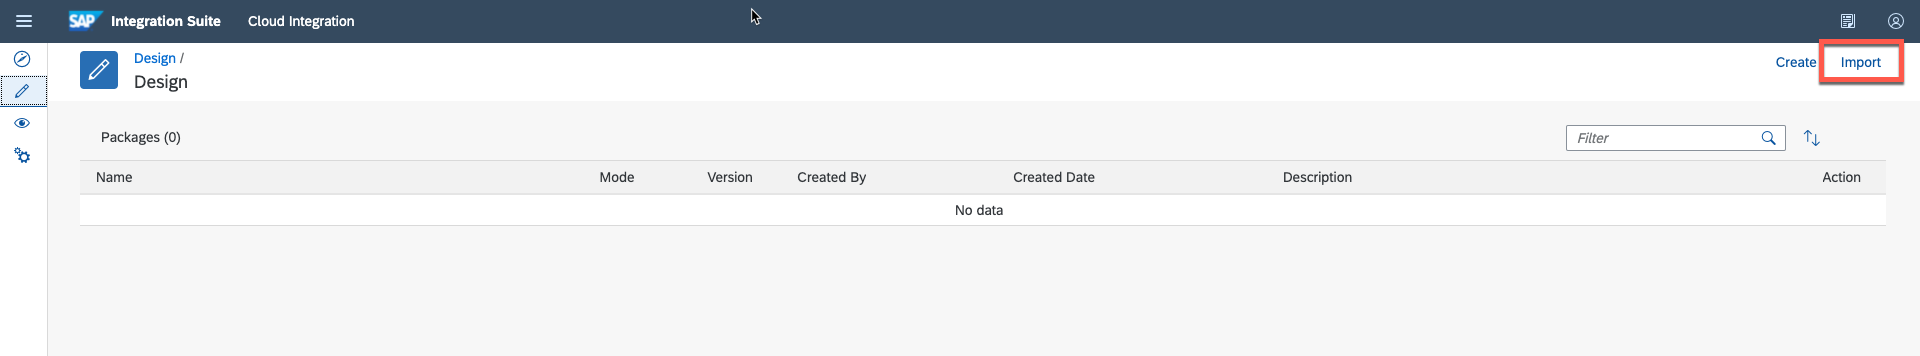 SAP Integration Suite Cloud Integration
Design /
Design
Create Import
Packages (0)
Filter
Name Mode Version Created By Created Date Description Action
No data